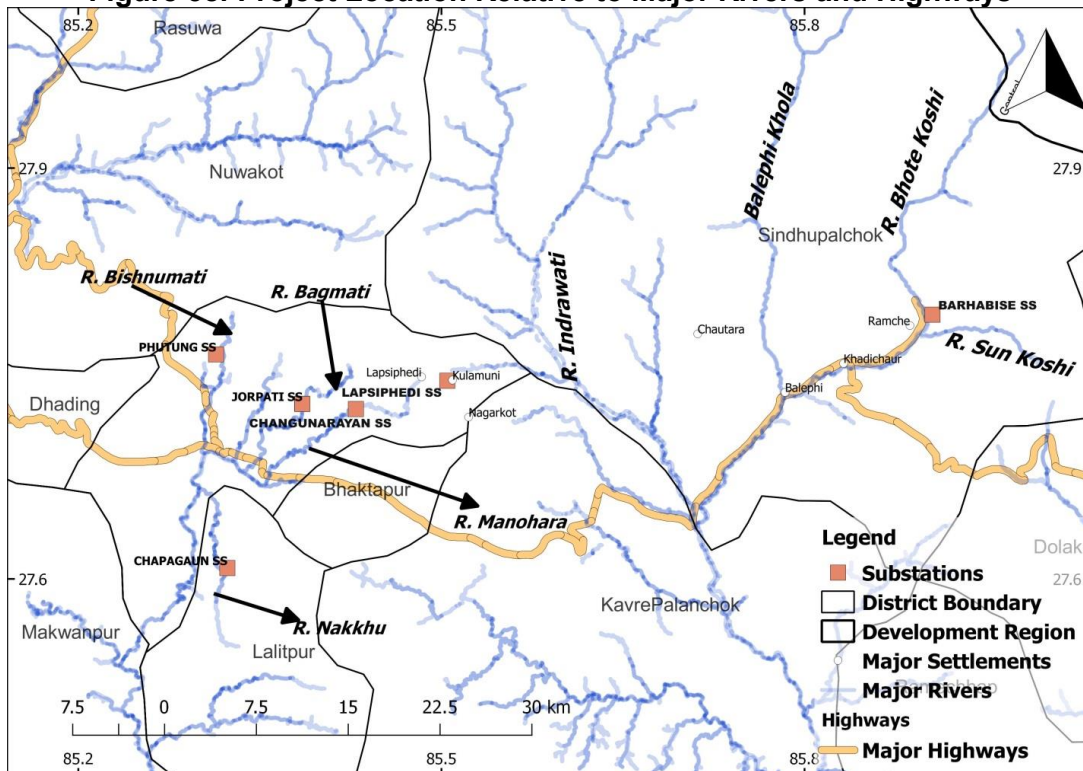 85.2
85.5
85.8
Rasuwa
Central
27.9
27.9
Nuwakot
Balephi Khola
R. Bhote Koshi
Sindhupalchok
R. Bishnumati
R. Bagmati
R. Indrawati
BARHABISE SS
Ramche
Chautara
R. Sun Koshi
PHUTUNG SS
Khadichaur
Lapsiphedi
Kulamuni
LAPSIPHEDI SS
Balephi
Dhading
JORPATI SS
CHANGUNARAYAN SS
Nagarkot
Bhaktapur
R. Manohara
CHAPAGAUN SS
27.6
Dolak
27.6
KavrePalanchok
Makwanpur
R. Nakkhu
Lalitpur
Legend
Substations
District Boundary
Development Region
Major Settlements
Major Rivers
Highways
Major Highways
7.5 0 7.5 15 22.5 30 km
85.2
85.5
85.8